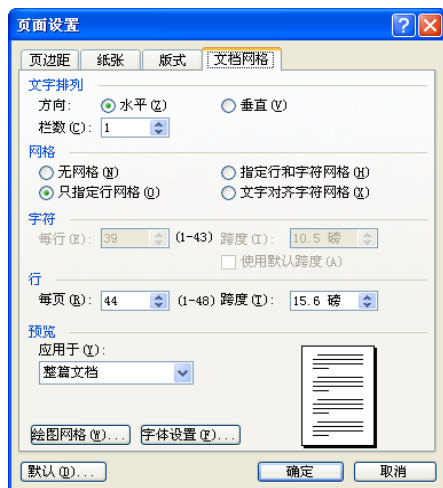 页面设置
页边距 纸张 版式 文档网格
文字排列
方向: 水平(Z) 垂直(V)
栏数(C): 1
网格
无网格(N) 指定行和字符网格(H)
只指定行网格(O) 文字对齐字符网格(X)
字符
每行(E): 39 (1-43) 跨度(I): 10.5 磅
使用默认跨度(A)
行
每页(R): 44 (1-48) 跨度(T): 15.6 磅
预览
应用于(Y):
整篇文档
绘图网格(W)... 字体设置(F)...
默认(D)... 确定 取消